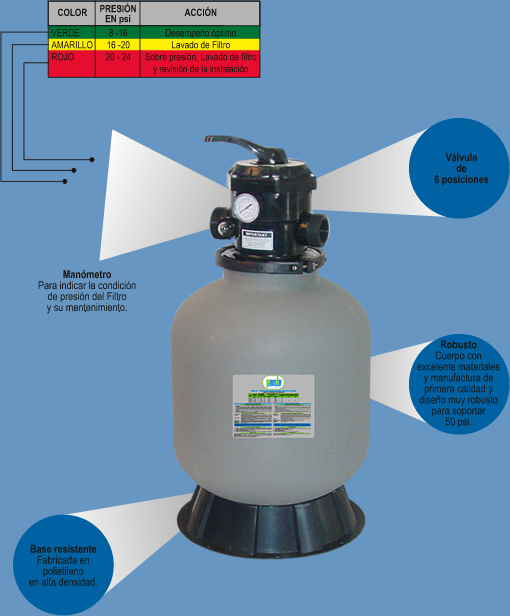 COLOR PRESIÓN EN psi ACCIÓN
VERDE 8 -16 Desempeño óptimo
AMARILLO 16 -20 Lavado de Filtro
ROJO 20 - 24 Sobre presión, Lavado de filtro
y revisión de la instalación
Válvula
de
6 posiciones
IMPORTANT
Manómetro
Para indicar la condición
de presión del Filtro
y su mantenimiento.
Robusto
Cuerpo con
excelente materiales
y manufactura de
primera calidad y
diseño muy robusto
para soportar
50 psi.
Base resistente
Fabricada en
polietileno
en alta densidad.